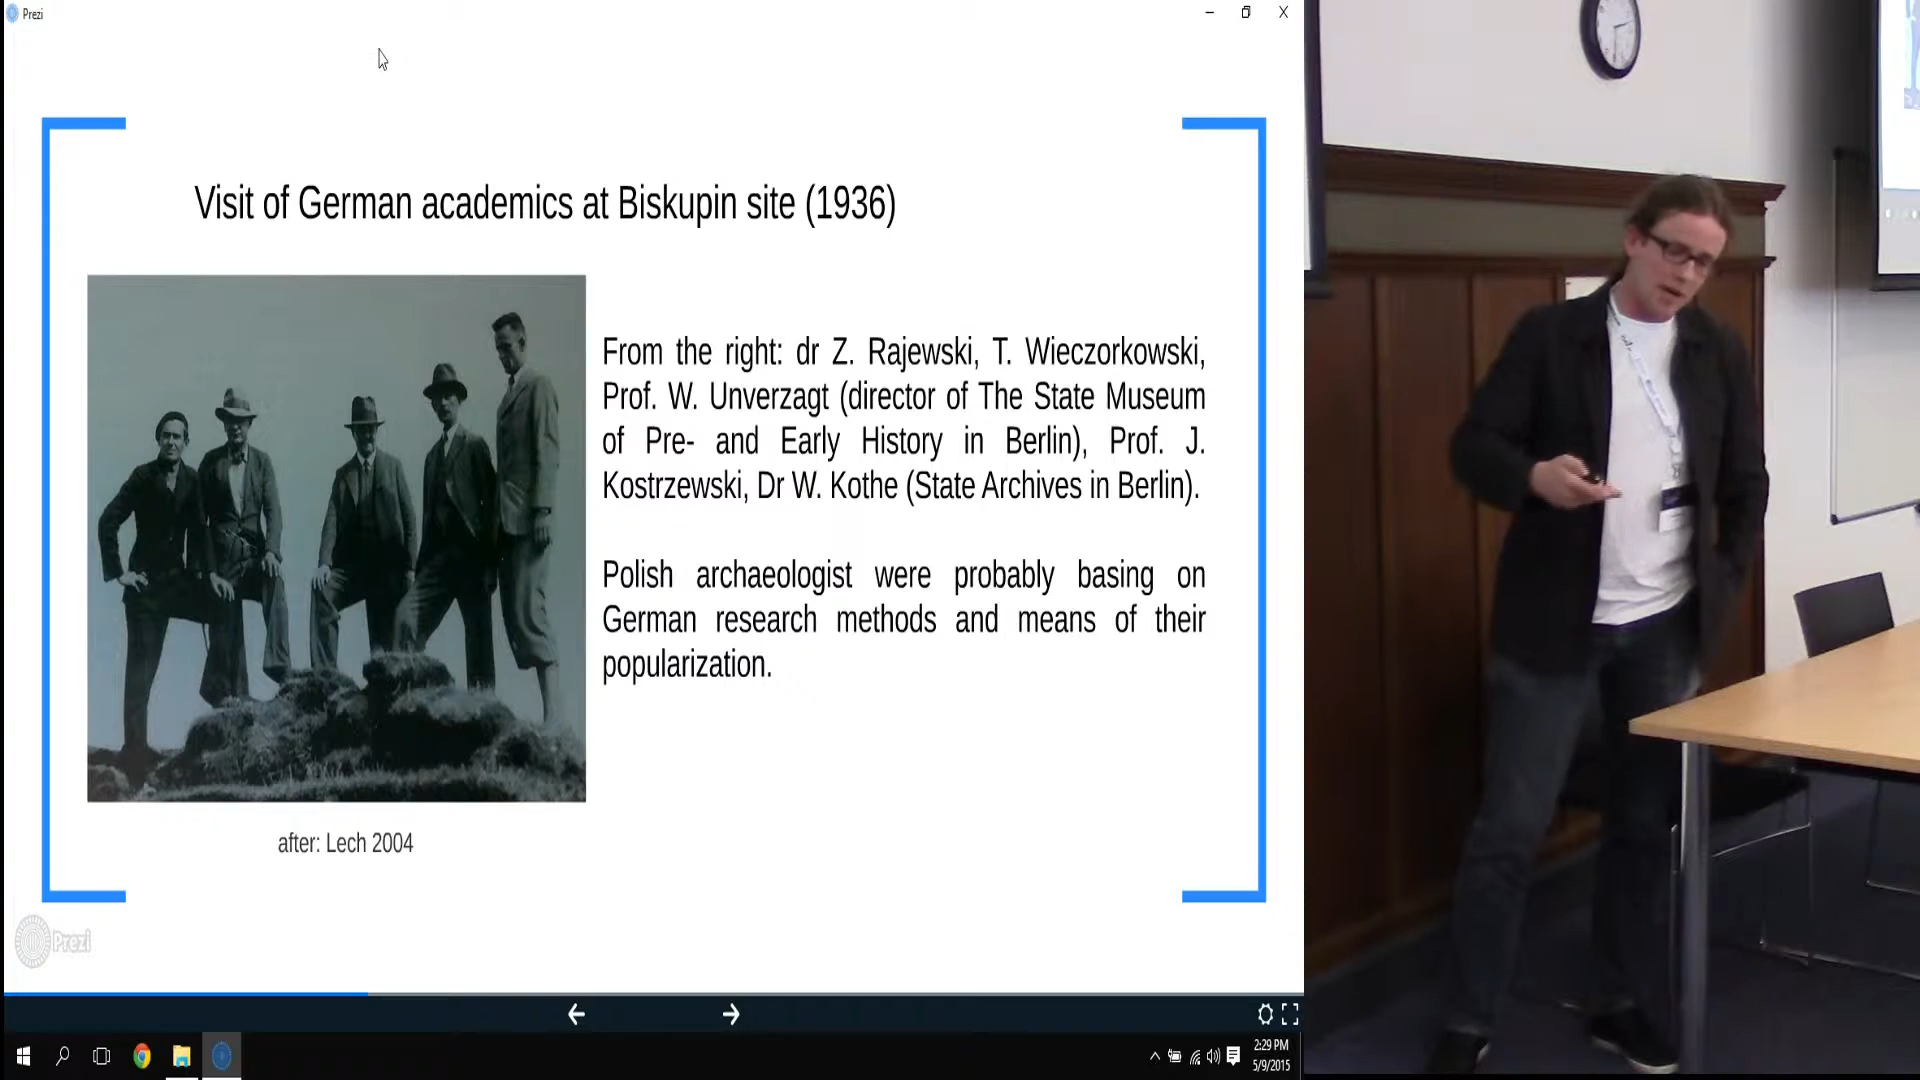 Prezi
Visit of German academics at Biskupin site (1936)
From the right: dr Z. Rajewski, T. Wieczorkowski,
Prof. W. Unverzagt (director of The State Museum
of Pre- and Early History in Berlin), Prof. J.
Kostrzewski, Dr W. Kothe (State Archives in Berlin).
Polish archaeologist were probably basing on
German research methods and means of their
popularization.
after: Lech 2004
Prezi
2:29 PM
5/9/2015